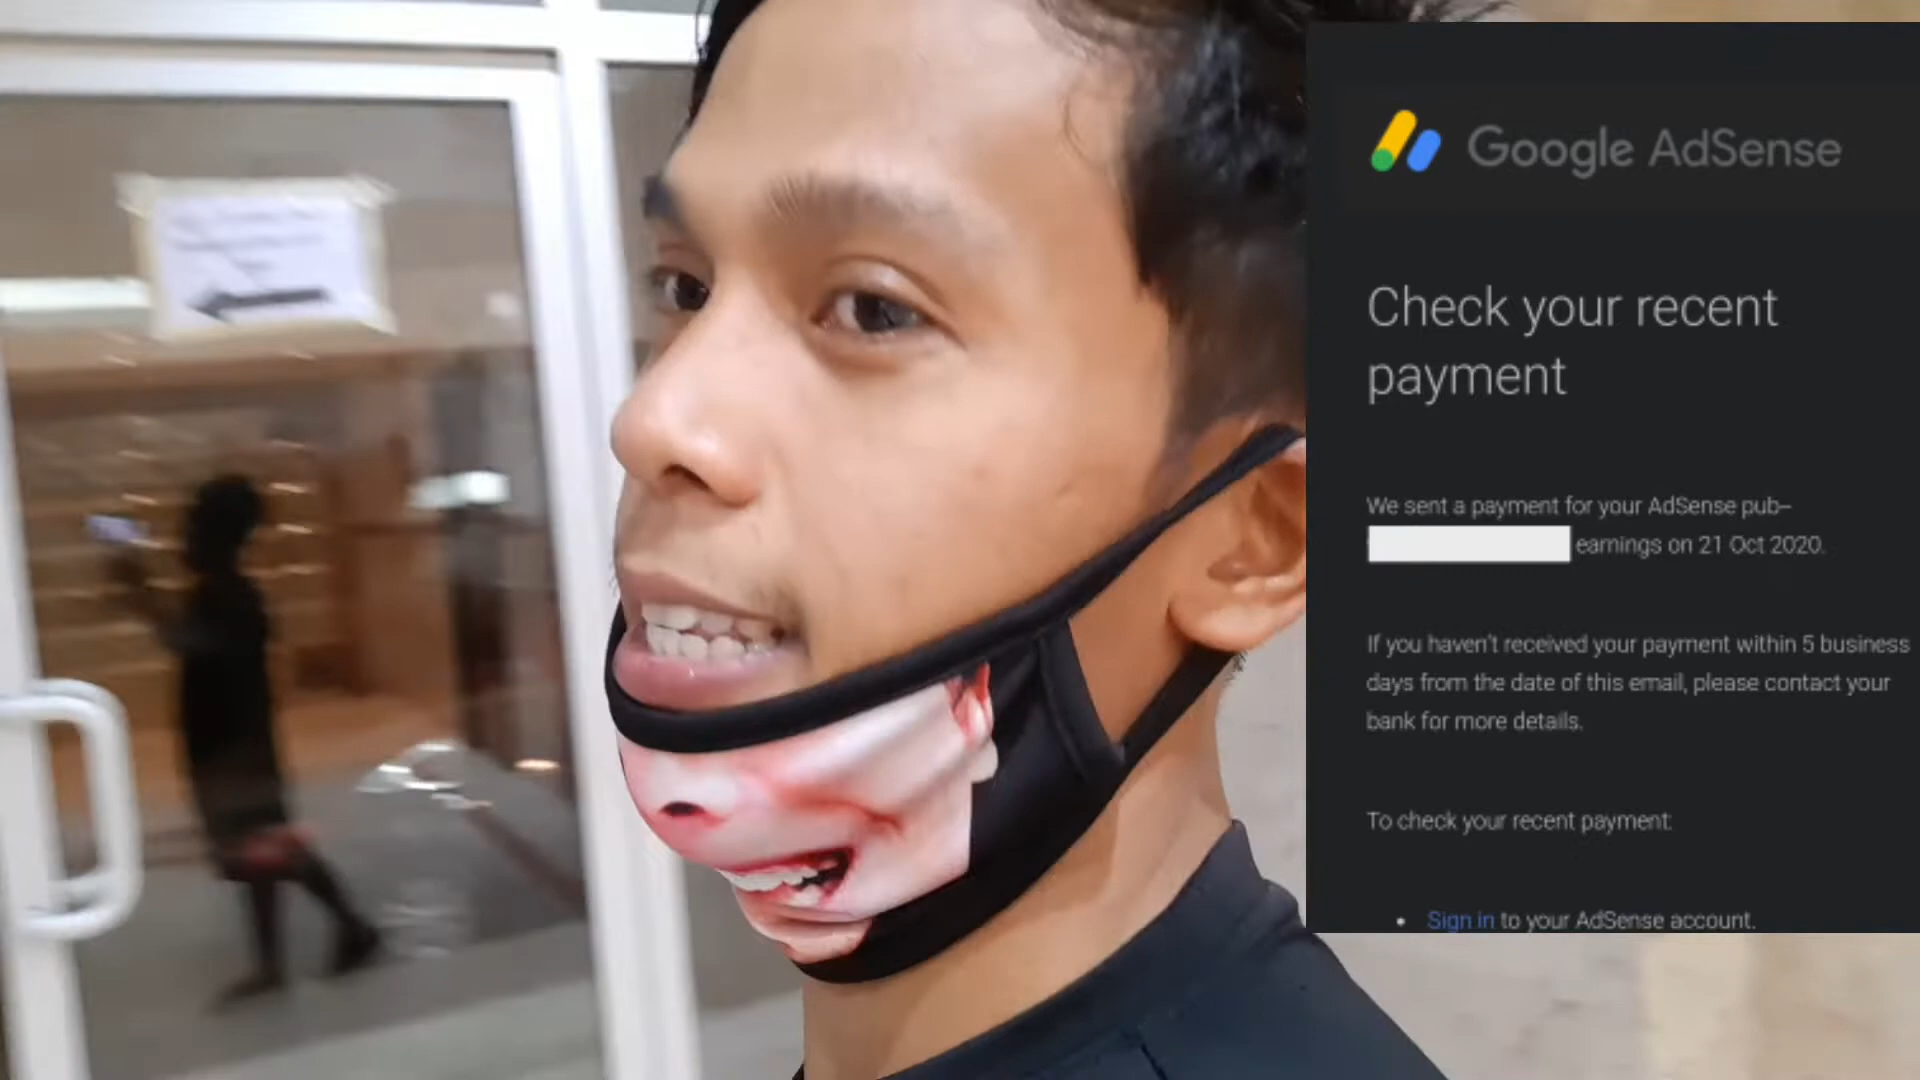 Google AdSense
Check your recent
payment
We sent a payment for your AdSense pub-
earnings on 21 Oct 2020.
If you haven't received your payment within 5 business
days from the date of this email, please contact your
bank for more details.
To check your recent payment:
• Sign in to your AdSense account.